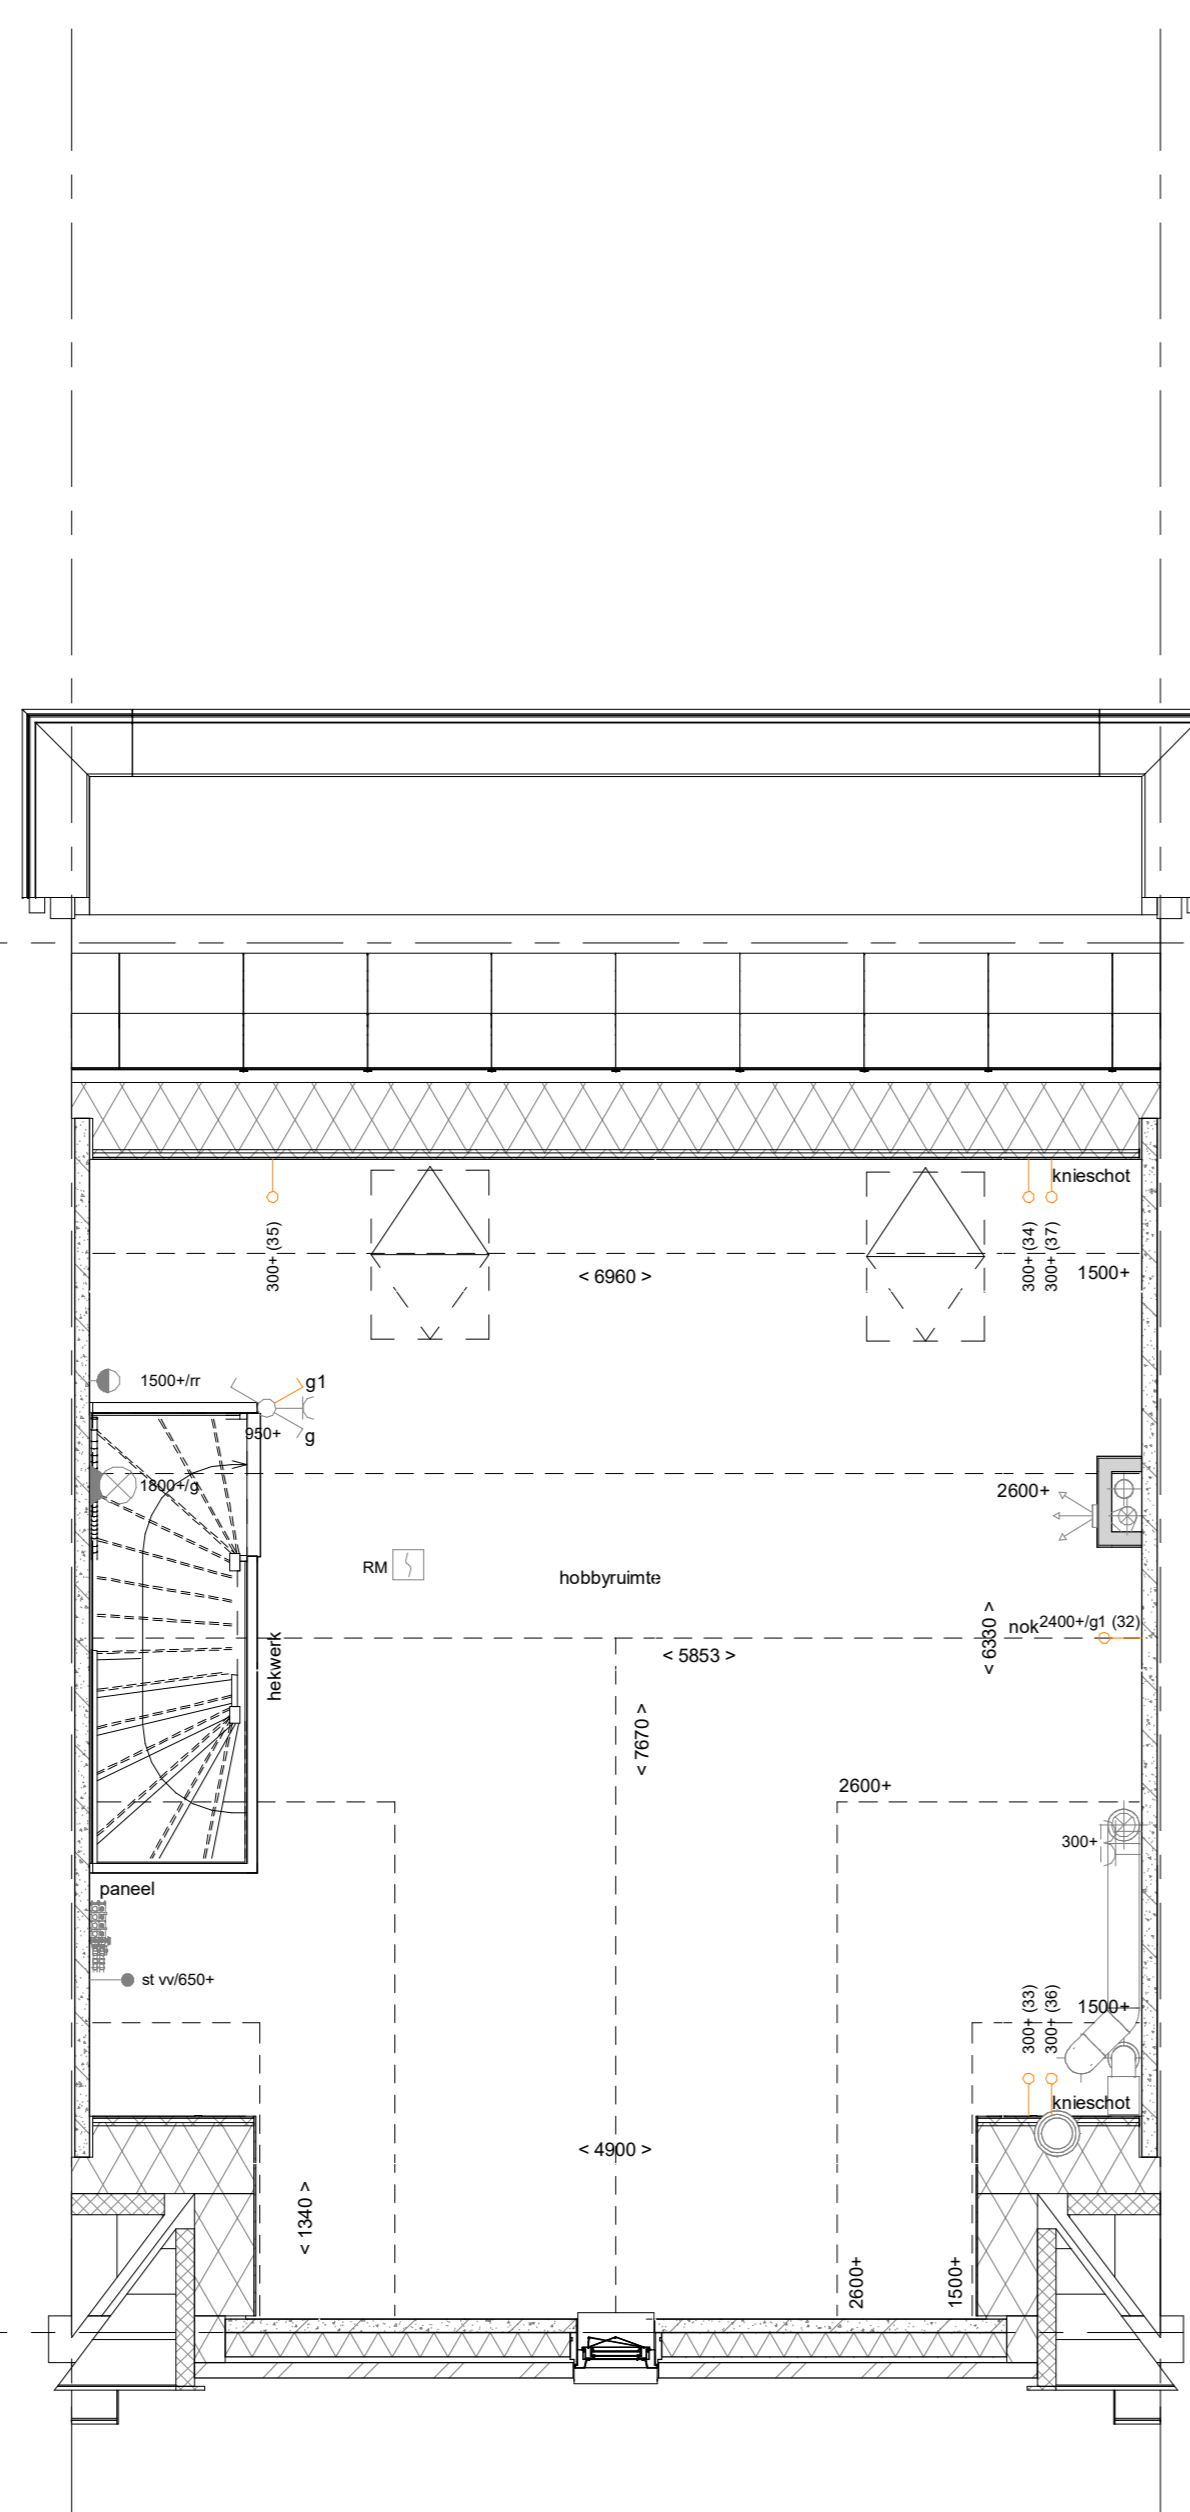 knieschot
300+ (35)
300+ (34)
300+ (37)
< 6960 >
1500+
1500+/rr
g1
950+
g
1800+/g
2600+
RM
hobbyruimte
hekwerk
< 6330 >
nok
2400+/g1 (32)
< 5853 >
< 7670 >
2600+
300+
paneel
st vv/650+
300+ (33)
300+ (36)
1500+
knieschot
< 4900 >
< 1340 >
2600+
1500+